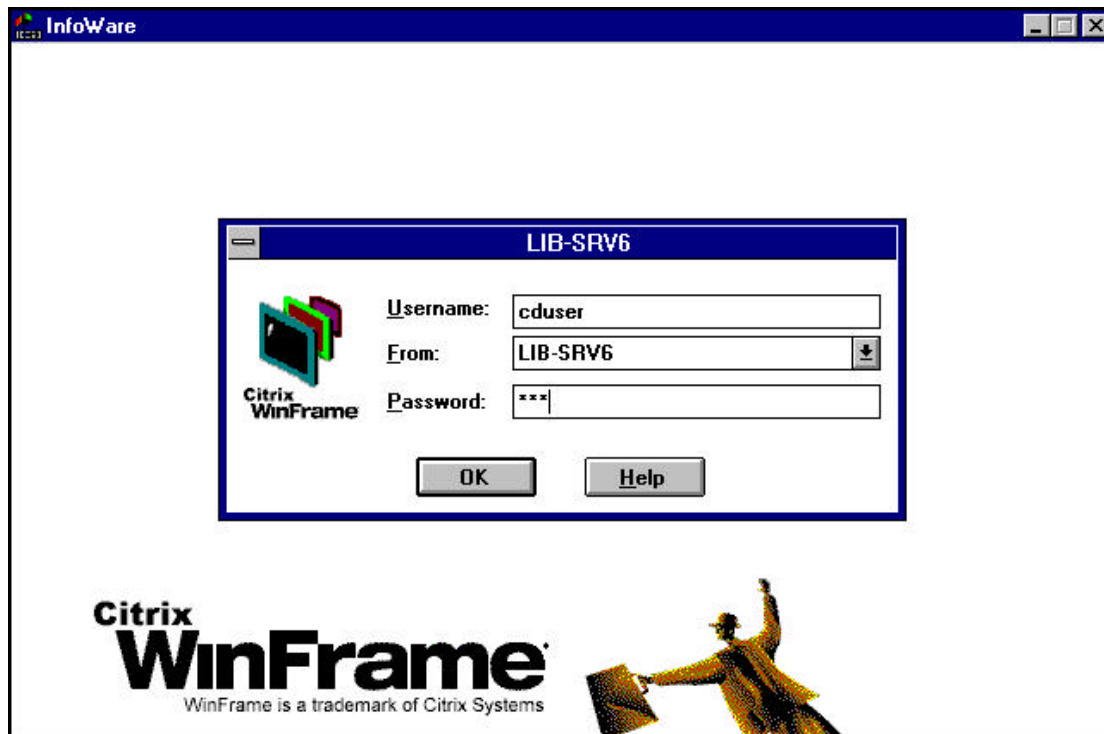 InfoWare
LIB-SRV6
Username: cduser
From: LIB-SRV6
Password: ***
Citrix
WinFrame
OK Help
Citrix
WinFrame
WinFrame is a trademark of Citrix Systems